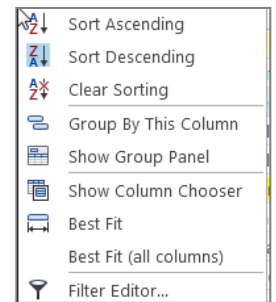 Sort Ascending
Sort Descending
Clear Sorting
Group By This Column
Show Group Panel
Show Column Chooser
Best Fit
Best Fit (all columns)
Filter Editor...